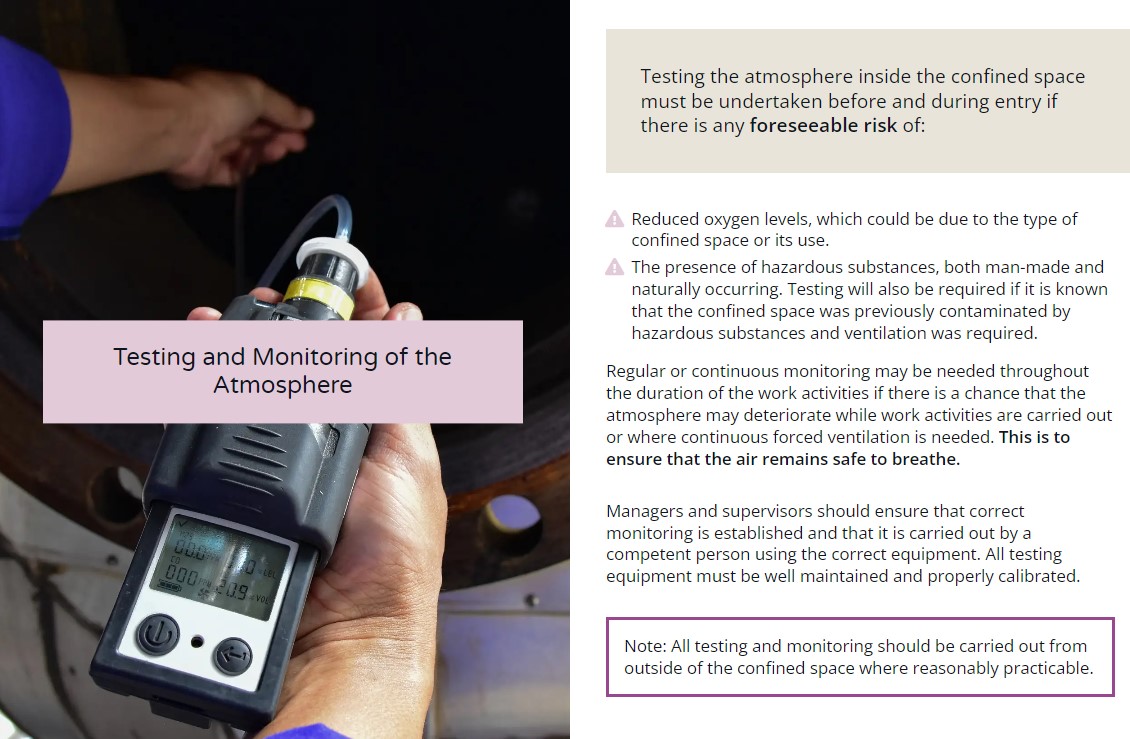 Testing and Monitoring of the
Atmosphere
Testing the atmosphere inside the confined space
must be undertaken before and during entry if
there is any foreseeable risk of:
Reduced oxygen levels, which could be due to the type of
confined space or its use.
The presence of hazardous substances, both man-made and
naturally occurring. Testing will also be required if it is known
that the confined space was previously contaminated by
hazardous substances and ventilation was required.
Regular or continuous monitoring may be needed throughout
the duration of the work activities if there is a chance that the
atmosphere may deteriorate while work activities are carried out
or where continuous forced ventilation is needed. This is to
ensure that the air remains safe to breathe.
Managers and supervisors should ensure that correct
monitoring is established and that it is carried out by a
competent person using the correct equipment. All testing
equipment must be well maintained and properly calibrated.
Note: All testing and monitoring should be carried out from
outside of the confined space where reasonably practicable.
00.0
LEL
CO
000
20.9
VOL